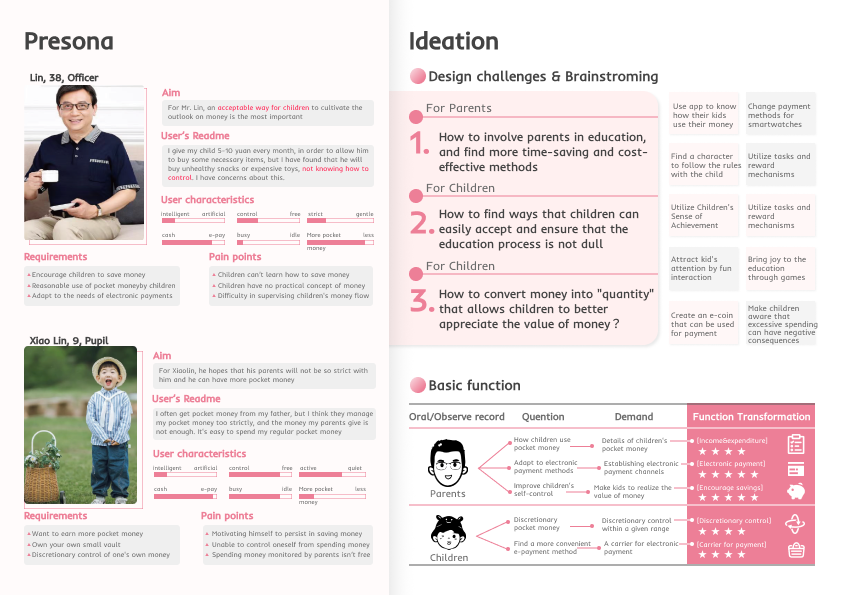 Presona
Lin, 38, Officer
Aim
For Mr. Lin, an acceptable way for children to cultivate the
outlook on money is the most important
User's Readme
I give my child 5-10 yuan every month, in order to allow him
to buy some necessary items, but I have found that he will
buy unhealthy snacks or expensive toys, not knowing how to
control. I have concerns about this.
User characteristics
intelligent artificial control free strict gentle
cash e-pay busy idle More pocket less
money
Requirements
Encourage children to save money
Reasonable use of pocket moneyby children
Adapt to the needs of electronic payments
Pain points
Children can't learn how to save money
Children have no practical concept of money
Difficulty in supervising children's money flow
Xiao Lin, 9, Pupil
Aim
For Xiaolin, he hopes that his parents will not be so strict with
him and he can have more pocket money
User's Readme
I often get pocket money from my father, but I think they manage
my pocket money too strictly, and the money my parents give is
not enough. It's easy to spend my regular pocket money
User characteristics
intelligent artificial control free active quiet
cash e-pay busy idle More pocket less
money
Requirements
Want to earn more pocket money
Own your own small vault
Discretionary control of one's own money
Pain points
Motivating himself to persist in saving money
Unable to control oneself from spending money
Spending money monitored by parents isn't free
Ideation
Design challenges & Brainstroming
For Parents
1. How to involve parents in education,
and find more time-saving and cost-
effective methods
For Children
2. How to find ways that children can
easily accept and ensure that the
education process is not dull
For Children
3. How to convert money into "quantity"
that allows children to better
appreciate the value of money ?
Use app to know
how their kids
use their money
Change payment
methods for
smartwatches
Find a character
to follow the rules
with the child
Utilize tasks and
reward
mechanisms
Utilize Children's
Sense of
Achievement
Utilize tasks and
reward
mechanisms
Attract kid's
attention by fun
interaction
Bring joy to the
education
through games
Create an e-coin
that can be used
for payment
Make children
aware that
excessive spending
can have negative
consequences
Basic function
Oral/Observe record Quention Demand Function Transformation
Parents
How children use
pocket money
Details of children's
pocket money
[Income&expenditure]
Adapt to electronic
payment methods
Establishing electronic
payment channels
[Electronic payment]
Improve children's
self-control
Make kids to realize the
value of money
[Encourage savings]
Children
Discretionary
pocket money
Discretionary control
within a given range
[Discretionary control]
Find a more convenient
e-payment method
A carrier for electronic
payment
[Carrier for payment]